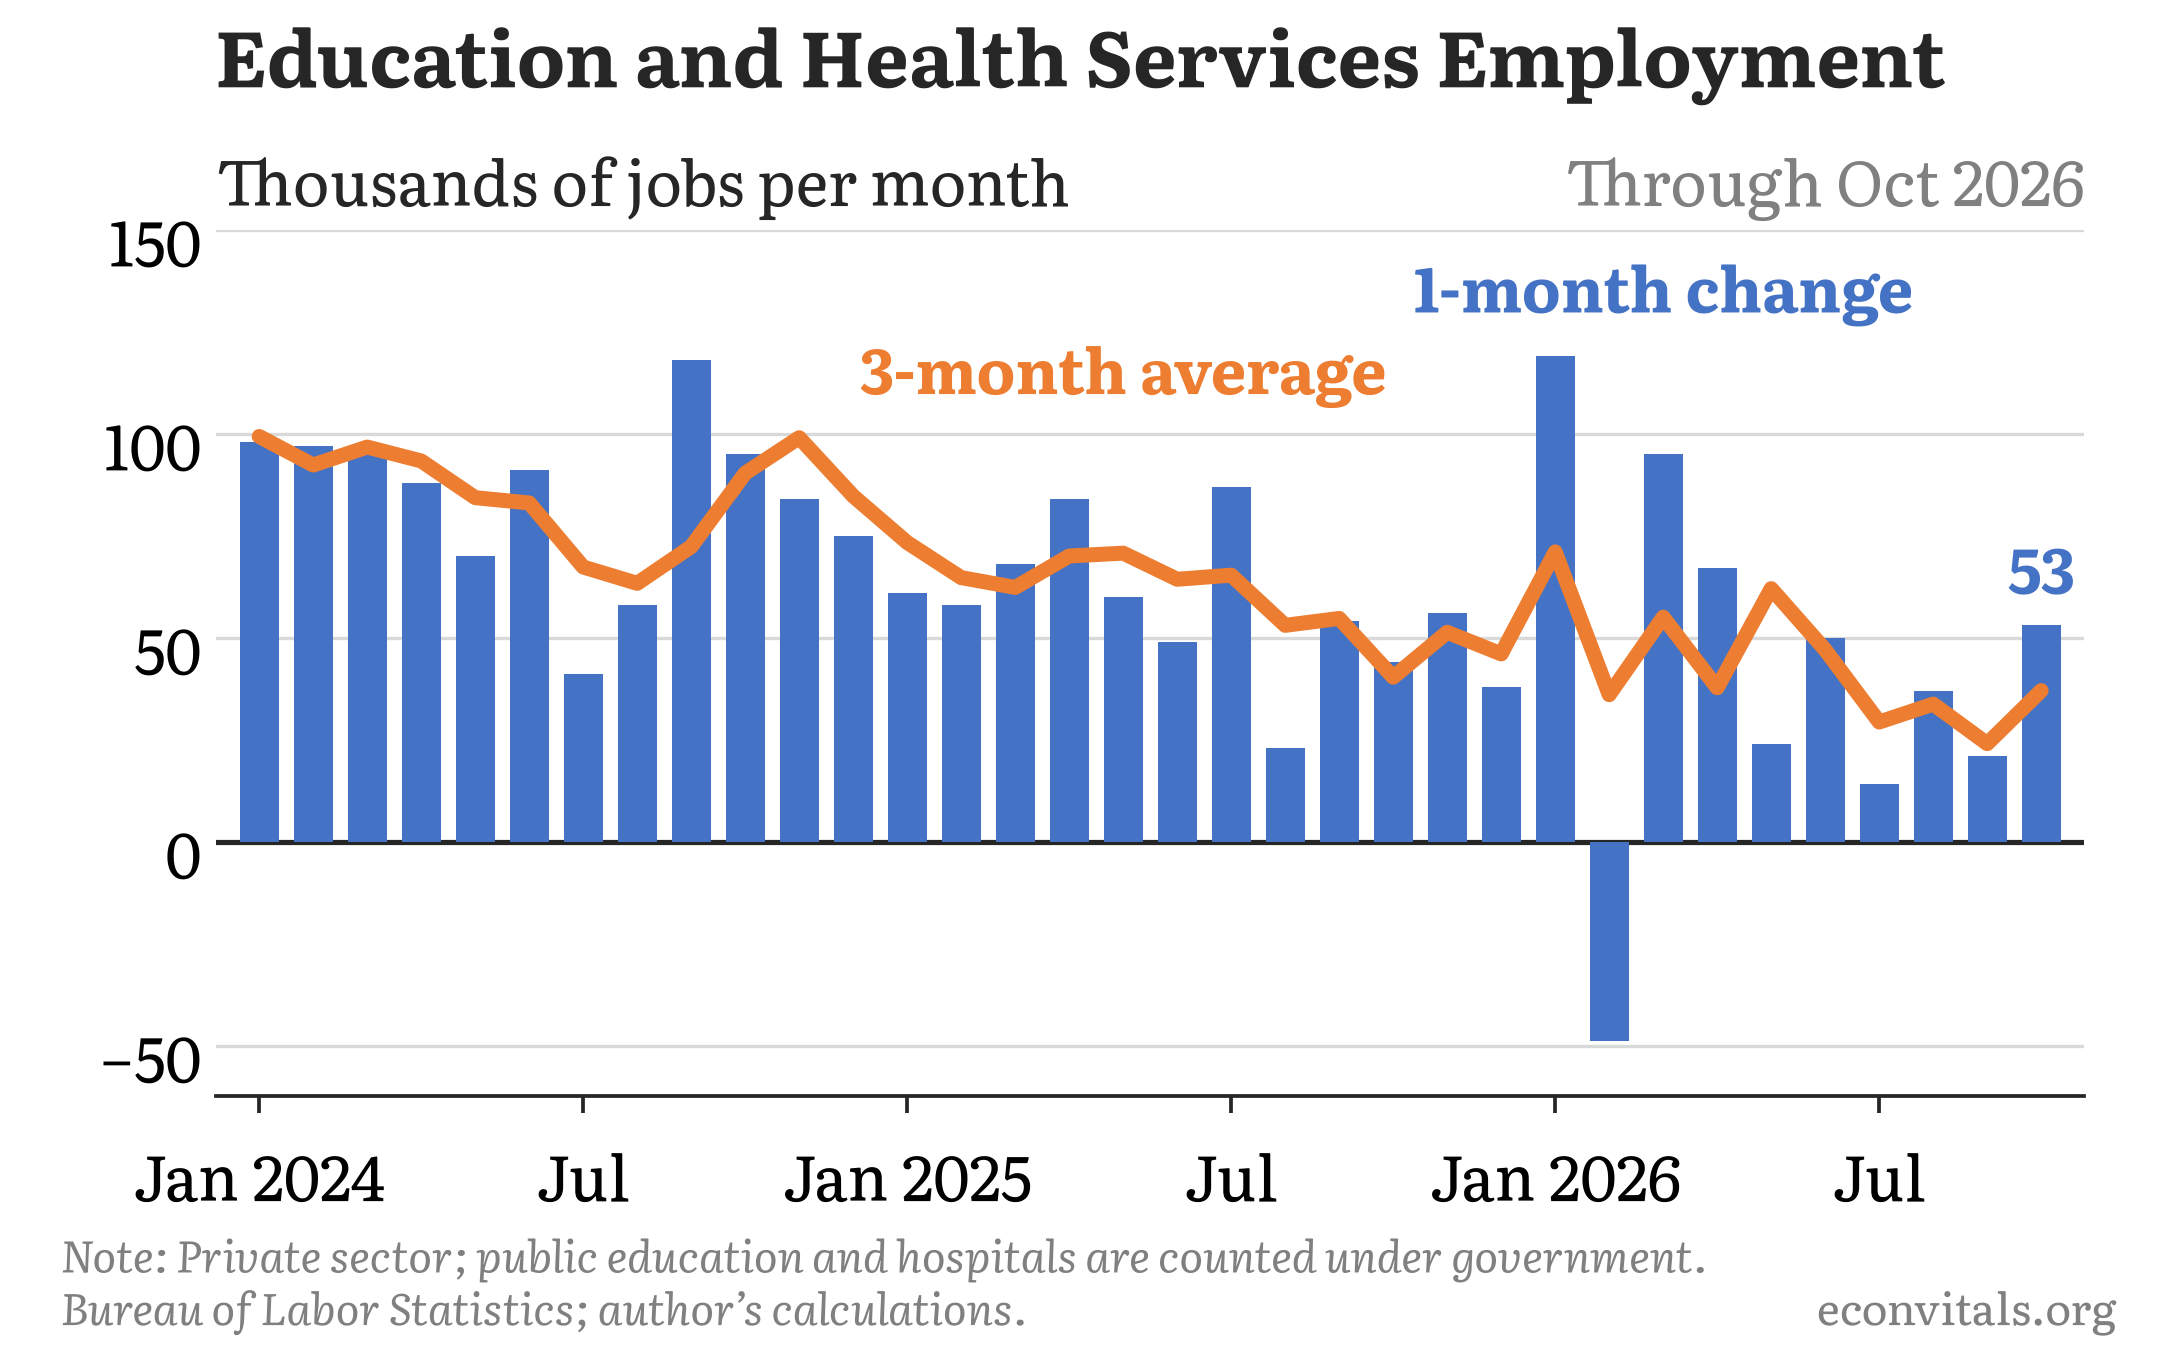 Education and Health Services Employment
Thousands of jobs per month
Through Oct 2026
150
1-month change
3-month average
100
53
50
0
−50
Jan 2024
Jul
Jan 2025
Jul
Jan 2026
Jul
Note: Private sector; public education and hospitals are counted under government.
Bureau of Labor Statistics; author’s calculations.
econvitals.org